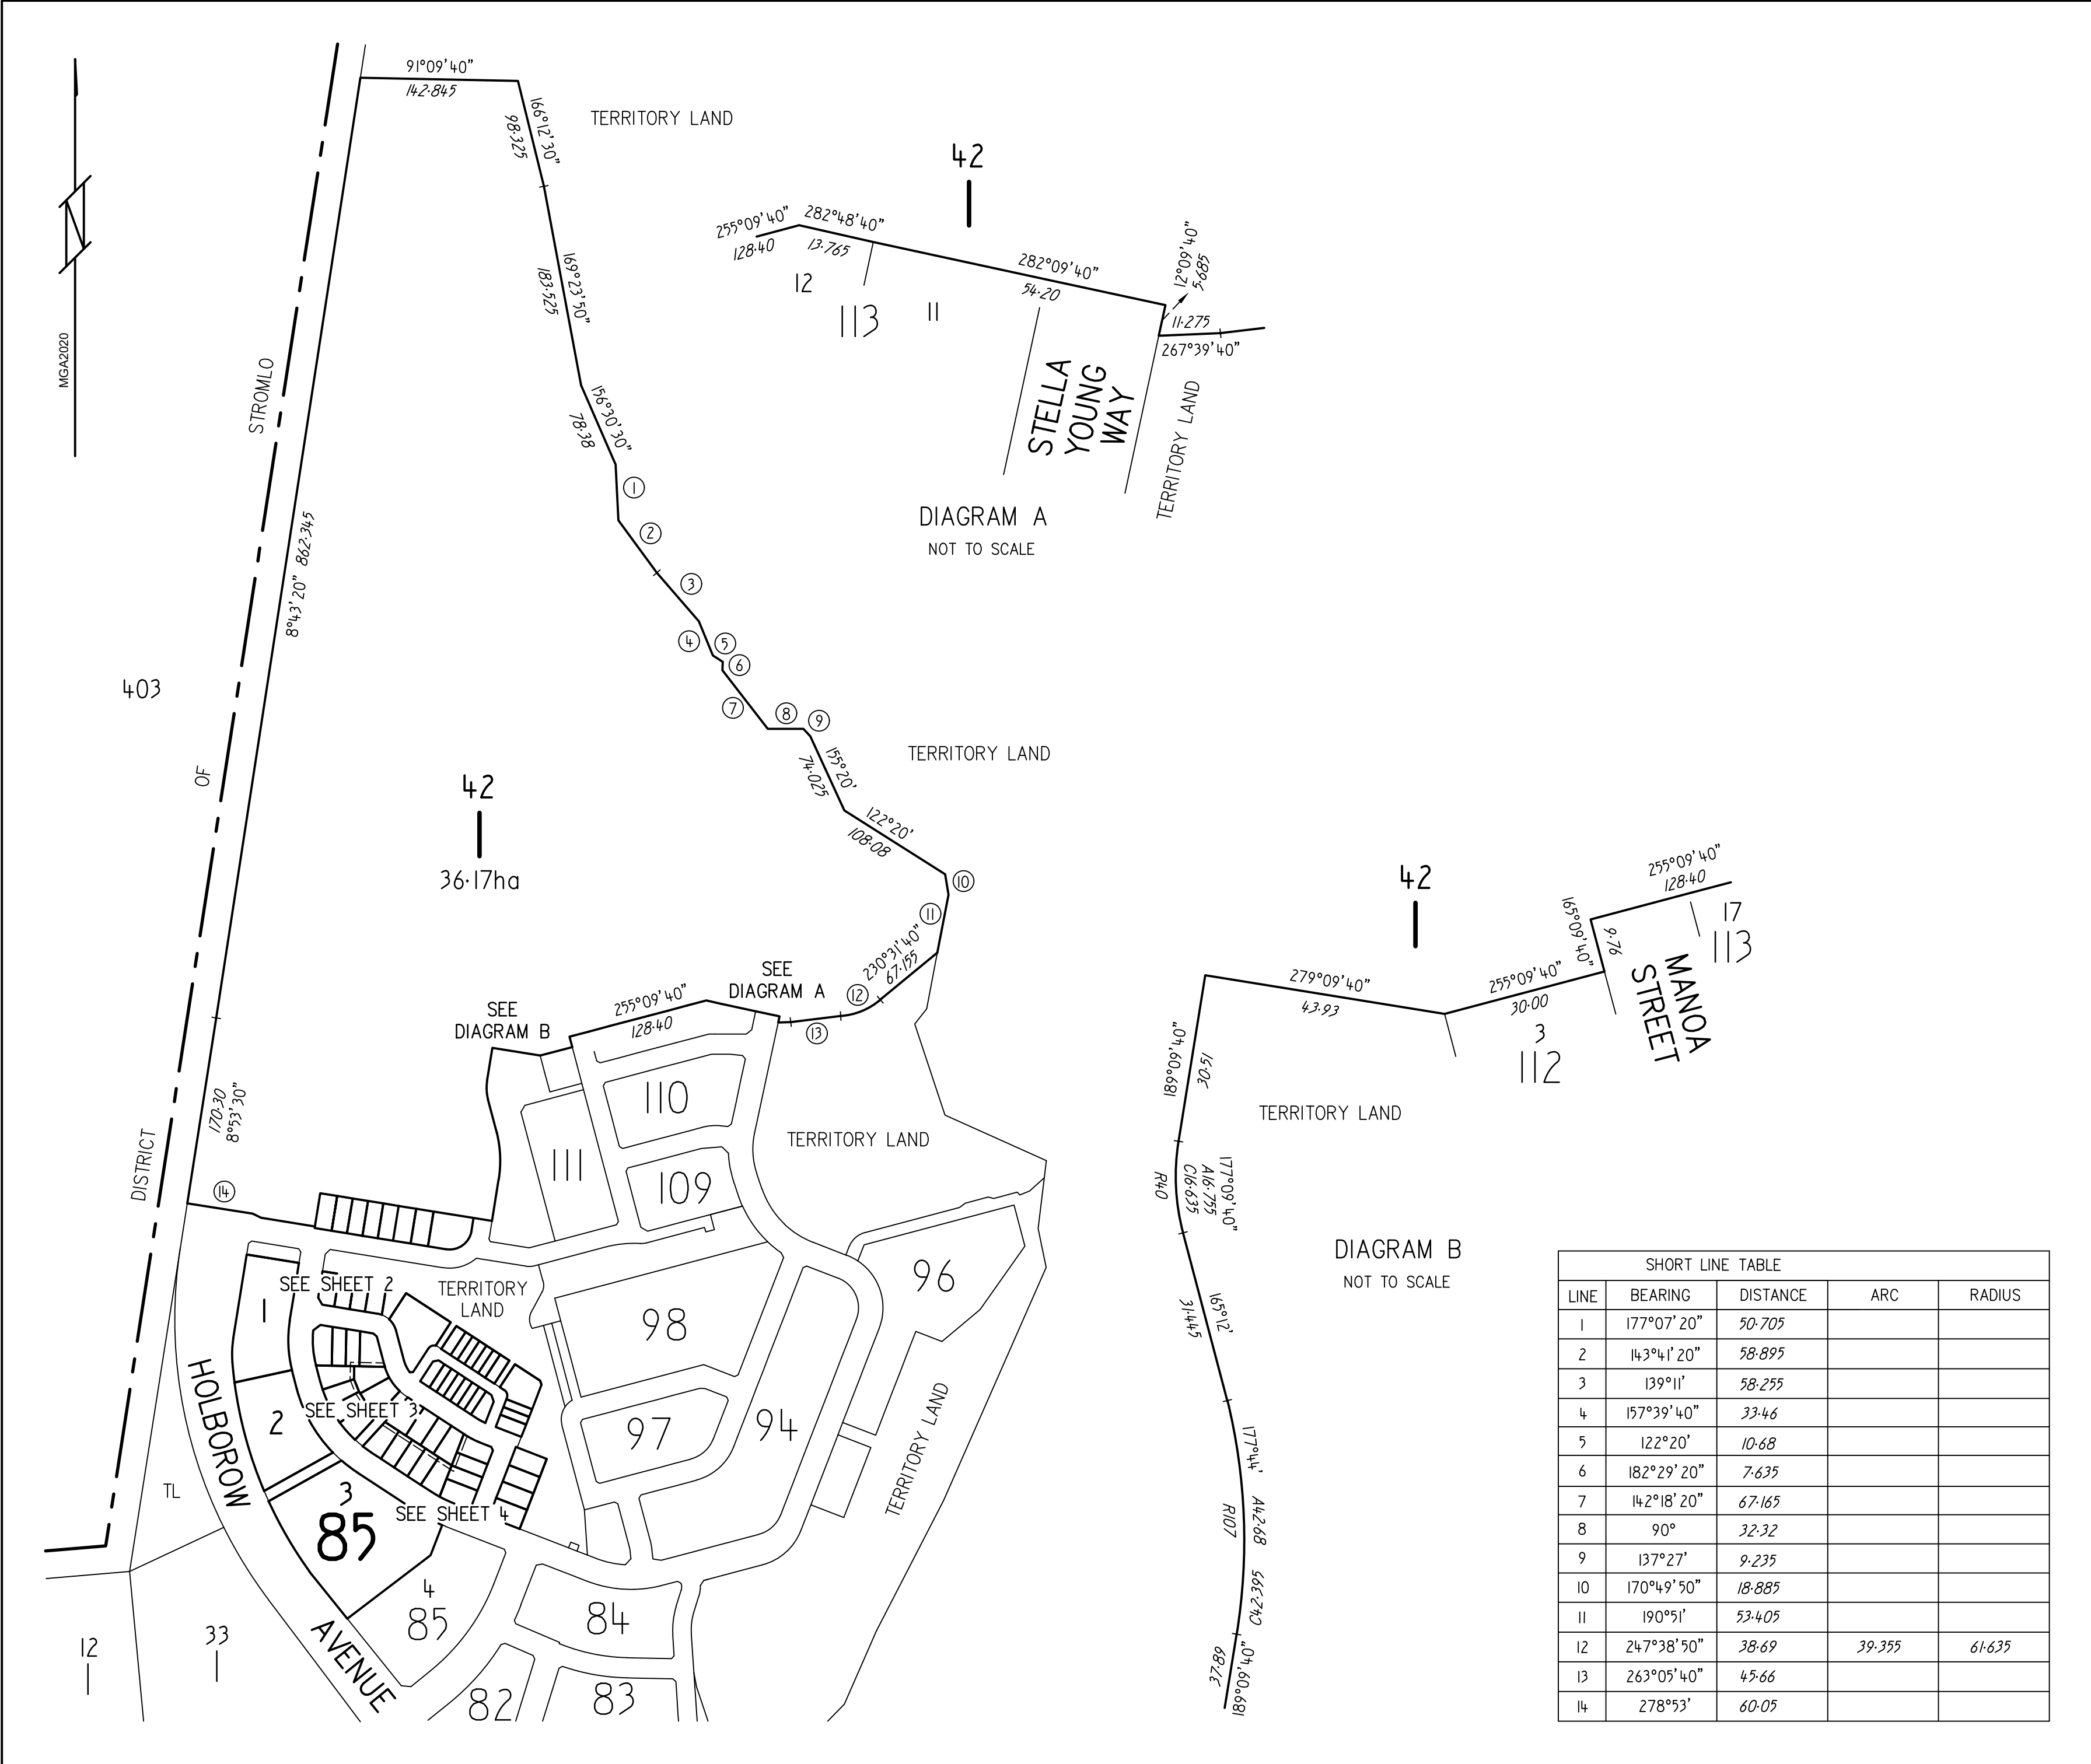 91°09'40"
142·845
166°12'30"
98·325
TERRITORY LAND
169°23'50"
183·525
MGA2020
N
STROMLO
OF
DISTRICT
8°43'20" 862·345
156°30'30"
78·38
1
2
3
4
5
6
7
8
9
403
42
36·17ha
155°20'
74·025
TERRITORY LAND
122°20'
108·08
10
11
230°31'40"
67·155
12
13
SEE
DIAGRAM A
SEE
DIAGRAM B
255°09'40"
128·40
170·30
8°53'30"
14
110
111
109
TERRITORY LAND
96
SEE SHEET 2
TERRITORY
LAND
1
98
2
SEE SHEET 3
97
94
TERRITORY LAND
HOLBOROW
AVENUE
TL
3
85
SEE SHEET 4
4
85
84
12
33
82
83
42
255°09'40"
128·40
282°48'40"
13·765
12
113
11
282°09'40"
54·20
12°09'40"
5·685
11·275
267°39'40"
STELLA
YOUNG
WAY
TERRITORY LAND
DIAGRAM A
NOT TO SCALE
42
255°09'40"
128·40
165°09'40"
9·76
17
113
MANOA
STREET
279°09'40"
43·93
255°09'40"
30·00
3
112
189°09'40"
30·51
TERRITORY LAND
177°09'40"
A16·755
C16·635
R40
DIAGRAM B
NOT TO SCALE
165°12'
31·445
177°44' A42·68 C42·395
R107
37·89
189°09'40"
SHORT LINE TABLE
LINE BEARING DISTANCE ARC RADIUS
1 177°07'20" 50·705
2 143°41'20" 58·895
3 139°11' 58·255
4 157°39'40" 33·46
5 122°20' 10·68
6 182°29'20" 7·635
7 142°18'20" 67·165
8 90° 32·32
9 137°27' 9·235
10 170°49'50" 18·885
11 190°51' 53·405
12 247°38'50" 38·69 39·355 61·635
13 263°05'40" 45·66
14 278°53' 60·05